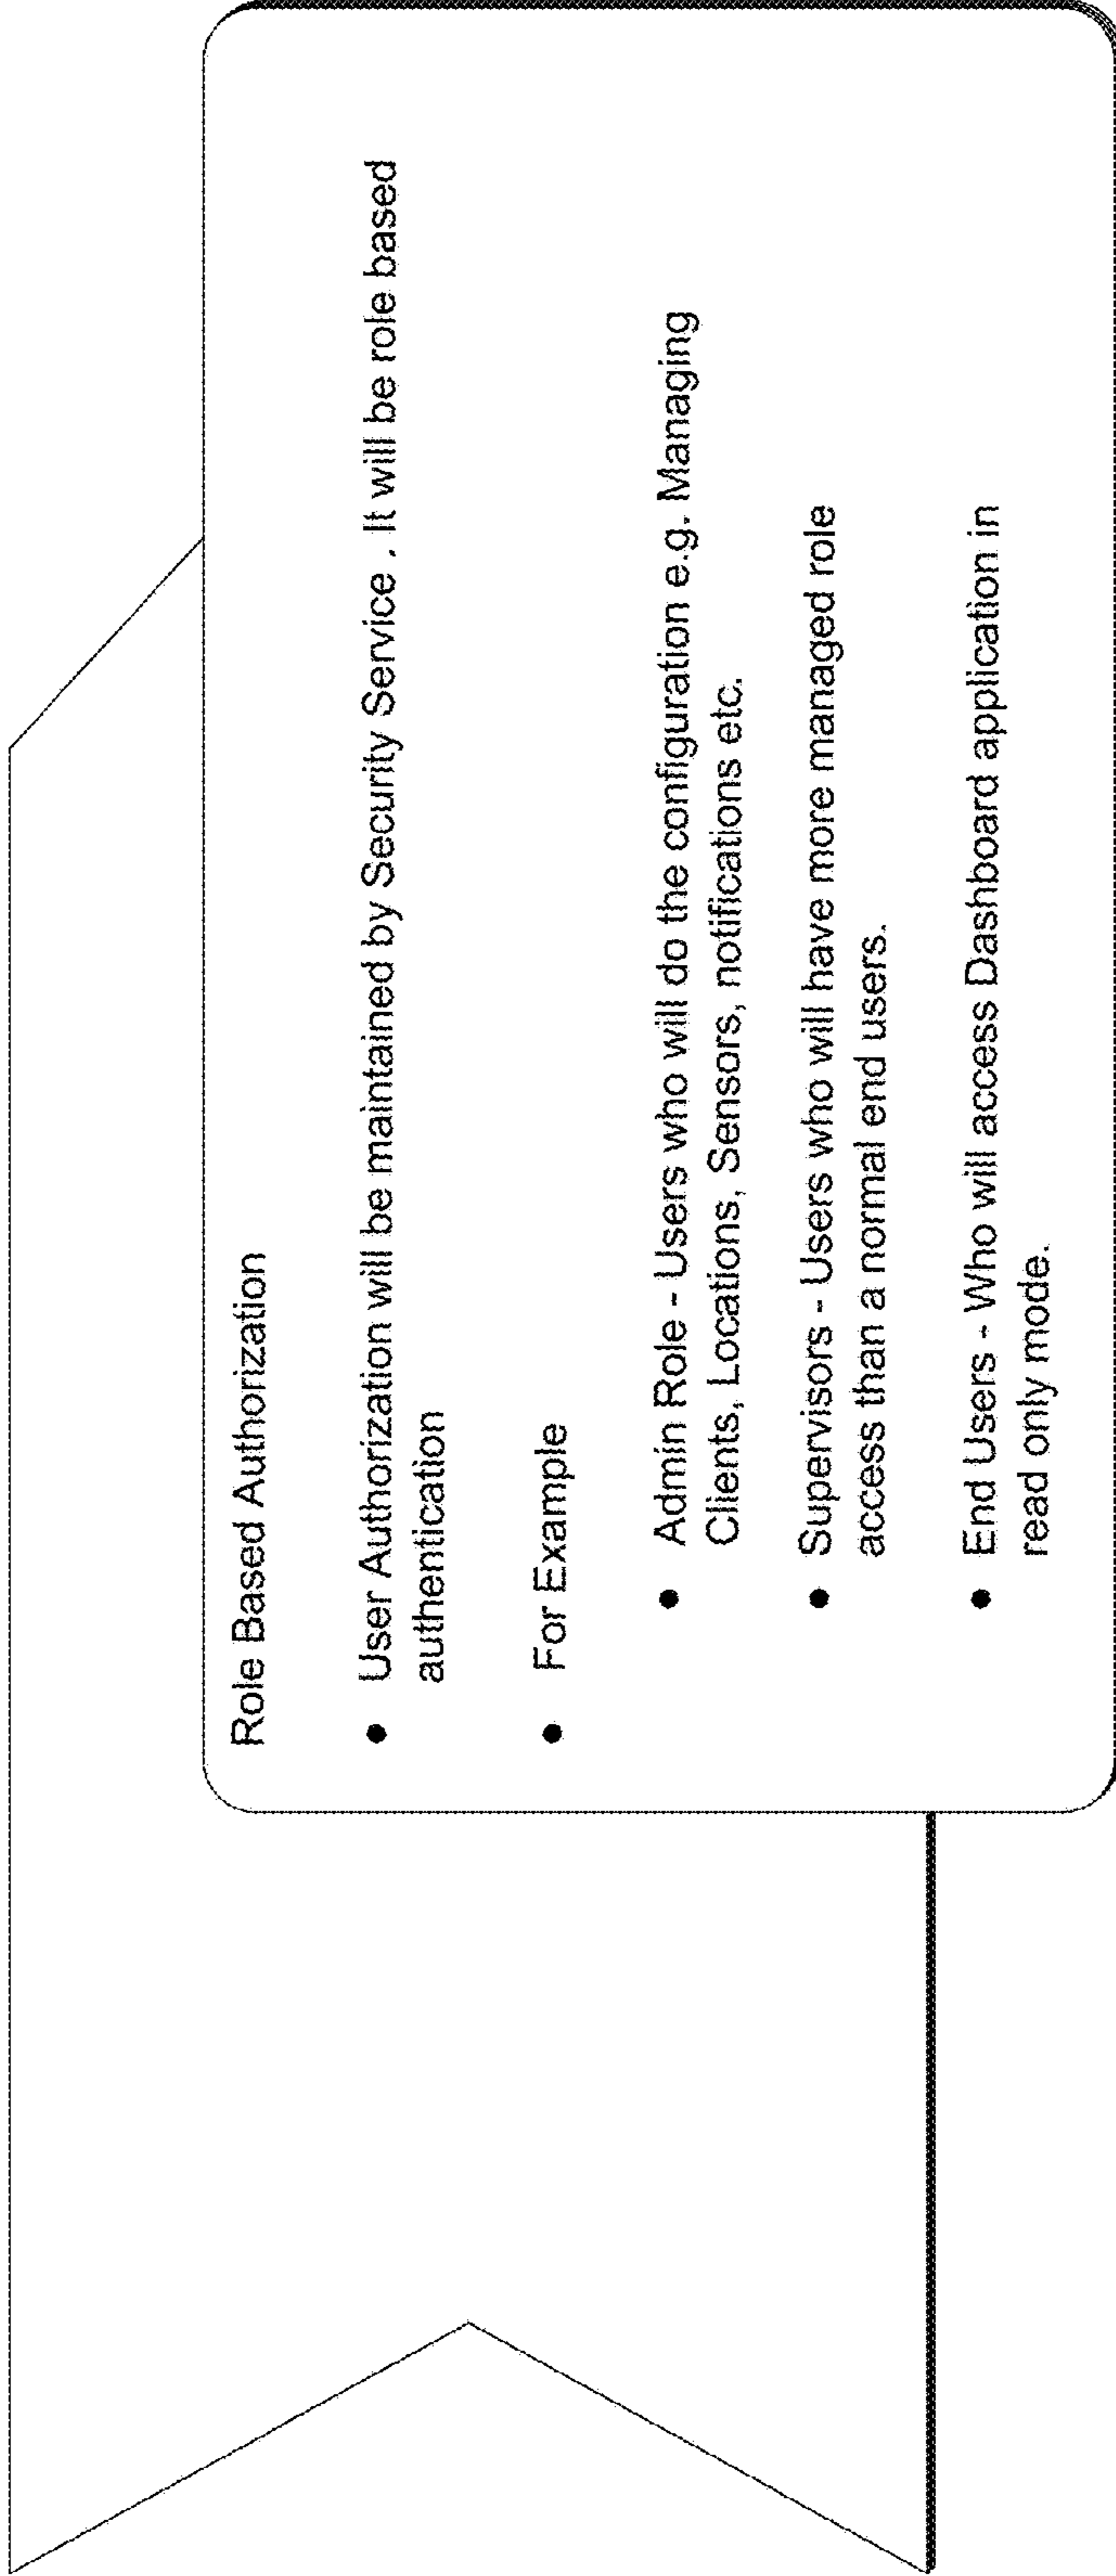 Role Based Authorization
• User Authorization will be maintained by Security Service . It will be role based
authentication
• For Example
• Admin Role - Users who will do the configuration e.g. Managing
Clients, Locations, Sensors, notifications etc.
• Supervisors - Users who will have more managed role
access than a normal end users.
• End Users - Who will access Dashboard application in
read only mode.